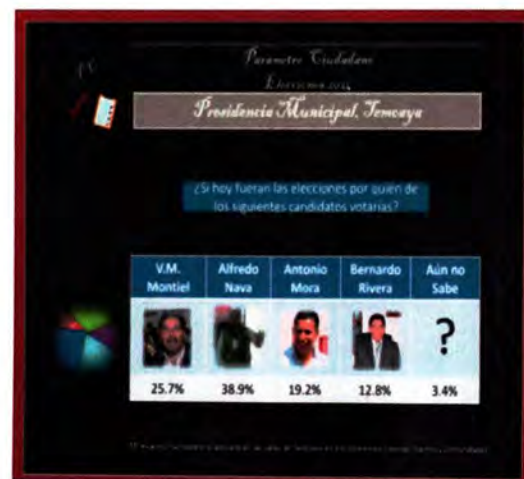 Parametro Ciudadano
Presidencia Municipal, Temoaya
¿Si hoy fueran las elecciones por quién de
los siguientes candidatos votarías?
V.M. Montiel
Alfredo Nava
Antonio Mora
Bernardo Rivera
Aún no Sabe
?
25.7% 38.9% 19.2% 12.8% 3.4%